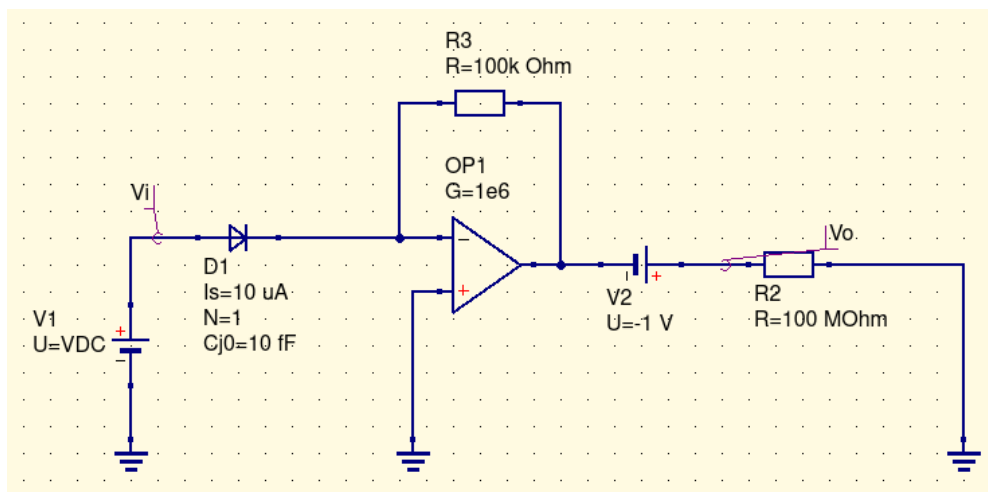 R3
R=100k Ohm
OP1
G=1e6
Vi
Vo
D1
Is=10 uA
N=1
Cj0=10 fF
V1
U=VDC
V2
U=-1 V
R2
R=100 MOhm